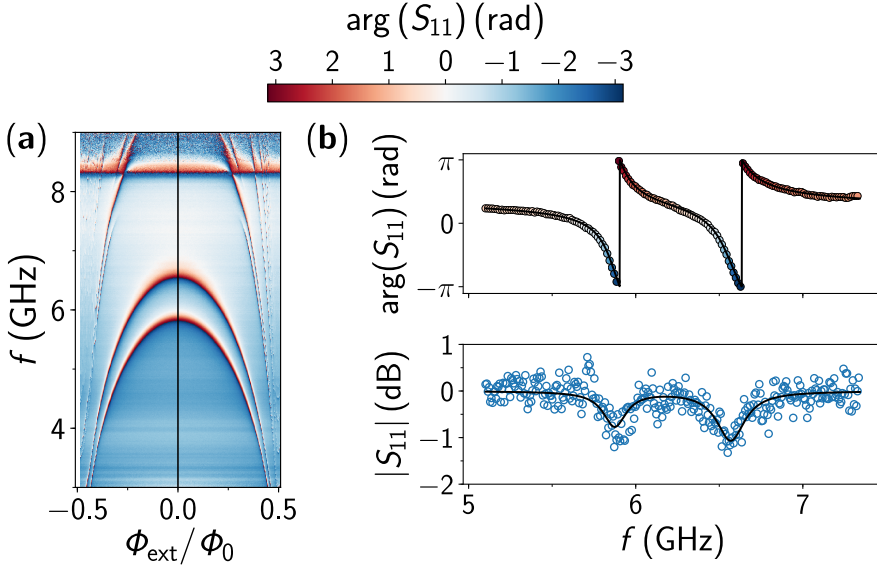 arg (S₁₁) (rad)
3 2 1 0 −1 −2 −3
(a)
8
6
4
f (GHz)
−0.5 0.0 0.5
Φext/Φ0
(b)
π
0
−π
arg(S₁₁) (rad)
1
0
−1
−2
|S₁₁| (dB)
5 6 7
f (GHz)